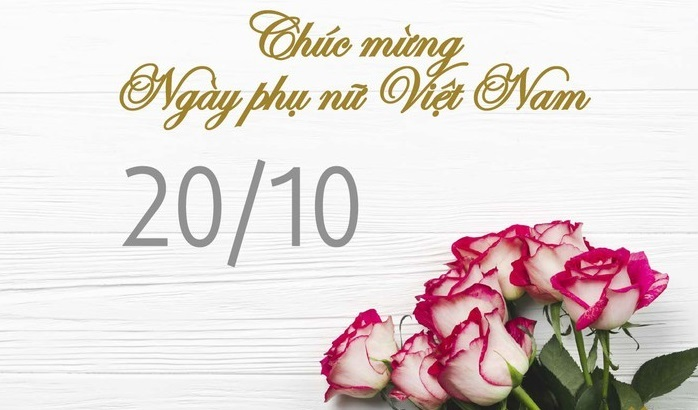 Chúc mừng
Ngày phụ nữ Việt Nam
20/10